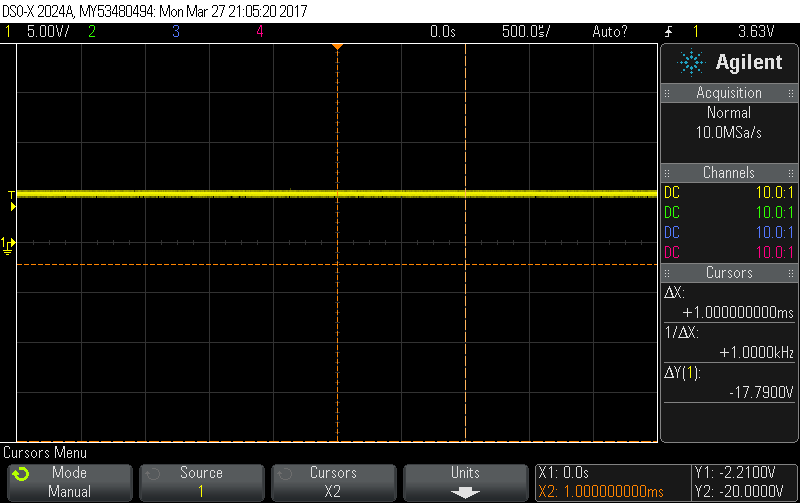 DSO-X 2024A, MY53480494: Mon Mar 27 21:05:20 2017
1 5.00V/ 2 3 4 0.0s 500.0us/ Auto? 1 3.63V
Agilent
Acquisition
Normal
10.0MSa/s
Channels
DC 10.0:1
DC 10.0:1
DC 10.0:1
DC 10.0:1
Cursors
ΔX:
+1.000000000ms
1/ΔX:
+1.0000kHz
ΔY(1):
-17.7900V
T
1
Cursors Menu
Mode
Manual
Source
1
Cursors
X2
Units
X1: 0.0s
X2: 1.000000000ms
Y1: -2.2100V
Y2: -20.0000V